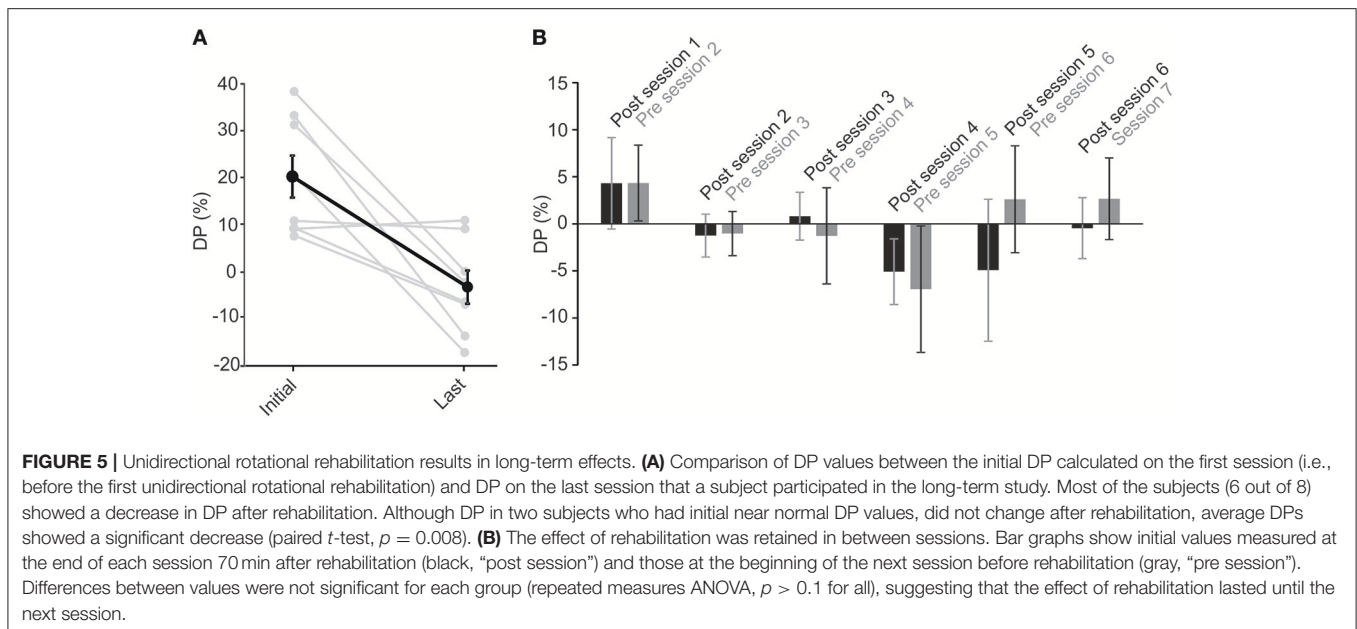 A
B
40
30
20
10
0
-10
-20
DP (%)
Initial
Last
15
10
5
0
-5
-10
-15
DP (%)
Post session 1
Pre session 2
Post session 2
Pre session 3
Post session 3
Pre session 4
Post session 4
Pre session 5
Post session 5
Pre session 6
Post session 6
Session 7
FIGURE 5 | Unidirectional rotational rehabilitation results in long-term effects. (A) Comparison of DP values between the initial DP calculated on the first session (i.e.,
before the first unidirectional rotational rehabilitation) and DP on the last session that a subject participated in the long-term study. Most of the subjects (6 out of 8)
showed a decrease in DP after rehabilitation. Although DP in two subjects who had initial near normal DP values, did not change after rehabilitation, average DPs
showed a significant decrease (paired t-test, p = 0.008). (B) The effect of rehabilitation was retained in between sessions. Bar graphs show initial values measured at
the end of each session 70 min after rehabilitation (black, “post session”) and those at the beginning of the next session before rehabilitation (gray, “pre session”).
Differences between values were not significant for each group (repeated measures ANOVA, p > 0.1 for all), suggesting that the effect of rehabilitation lasted until the
next session.